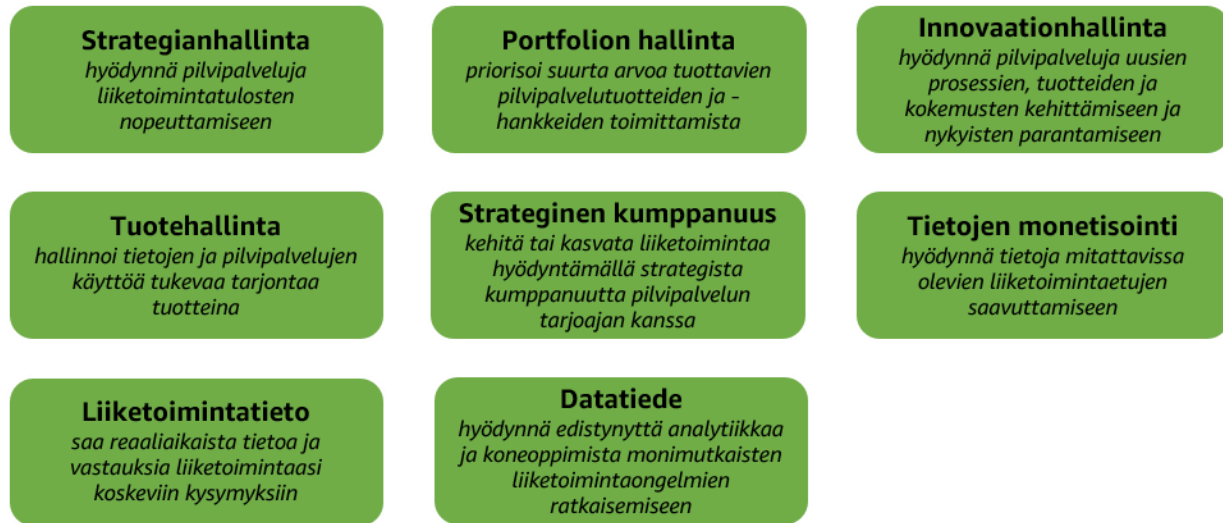 Strategianhallinta
hyödynnä pilvipalveluja
liiketoimintatulosten
nopeuttamiseen
Portfolion hallinta
priorisoi suurta arvoa tuottavien
pilvipalvelutuotteiden ja -
hankkeiden toimittamista
Innovaationhallinta
hyödynnä pilvipalveluja uusien
prosessien, tuotteiden ja
kokemusten kehittämiseen ja
nykyisten parantamiseen
Tuotehallinta
hallinnoi tietojen ja pilvipalvelujen
käyttöä tukevaa tarjontaa
tuotteina
Strateginen kumppanuus
kehitä tai kasvata liiketoimintaa
hyödyntämällä strategista
kumppanuutta pilvipalvelun
tarjoajan kanssa
Tietojen monetisointi
hyödynnä tietoja mitattavissa
olevien liiketoimintaetujen
saavuttamiseen
Liiketoimintatieto
saa reaaliaikaista tietoa ja
vastauksia liiketoimintaasi
koskeviin kysymyksiin
Datatiede
hyödynnä edistynyttä analytiikkaa
ja koneoppimista monimutkaisten
liiketoimintaongelmien
ratkaisemiseen